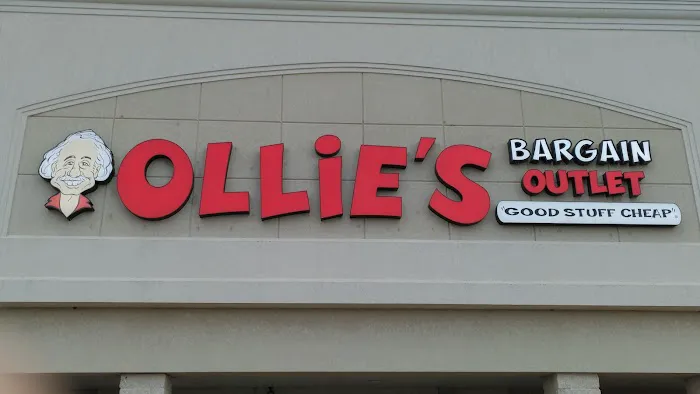 OLLiE'S
BARGAIN
OUTLET
"GOOD STUFF CHEAP"